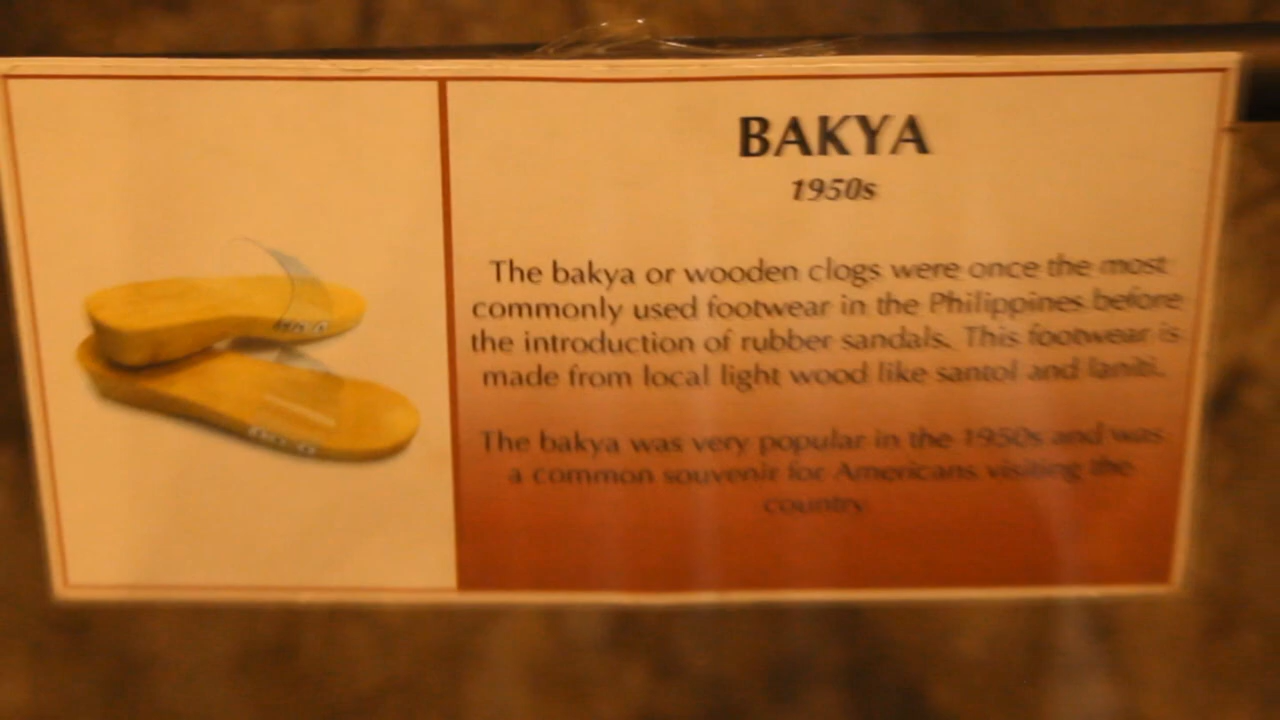 BAKYA
1950s
The bakya or wooden clogs were once the most
commonly used footwear in the Philippines before
the introduction of rubber sandals. This footwear is
made from local light wood like santol and laniti.
The bakya was very popular in the 1950s and was
a common souvenir for Americans visiting the
country.